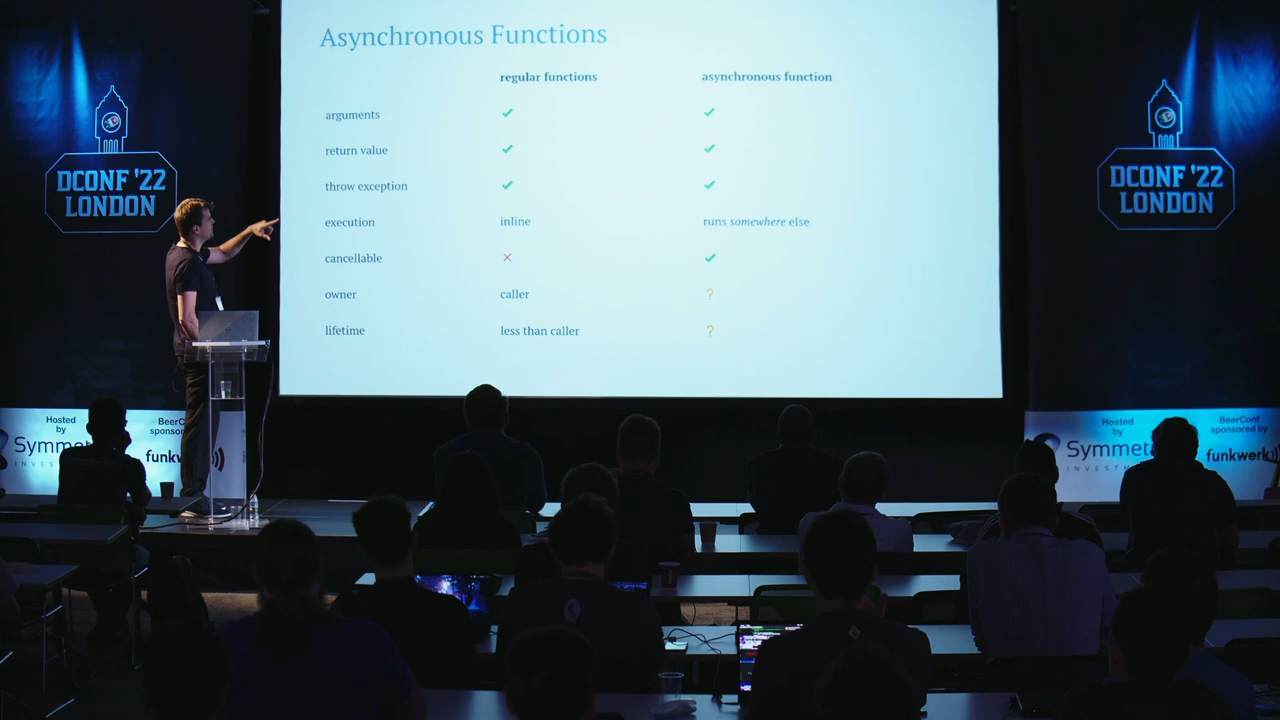 Asynchronous Functions
regular functions asynchronous function
arguments ✓ ✓
return value ✓ ✓
throw exception ✓ ✓
execution inline runs somewhere else
cancellable ✕ ✓
owner caller ?
lifetime less than caller ?
DCONF '22
LONDON
DCONF '22
LONDON
Hosted
by
BeerConf
sponsored
funkw
Hosted
by
Symmet
INVEST
BeerConf
sponsored by
funkwerk